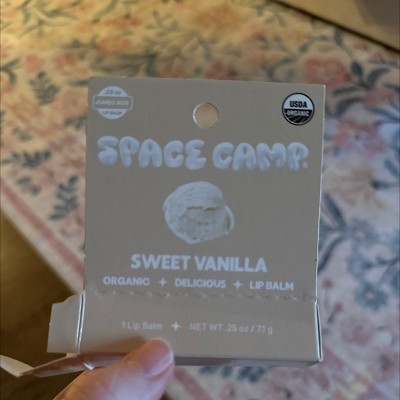 .25 oz
JUMBO SIZE
LIP BALM
USDA
ORGANIC
SPACE CAMP
SWEET VANILLA
ORGANIC ✦ DELICIOUS ✦ LIP BALM
1 Lip Balm ✦ NET WT .25 oz / 7.1 g